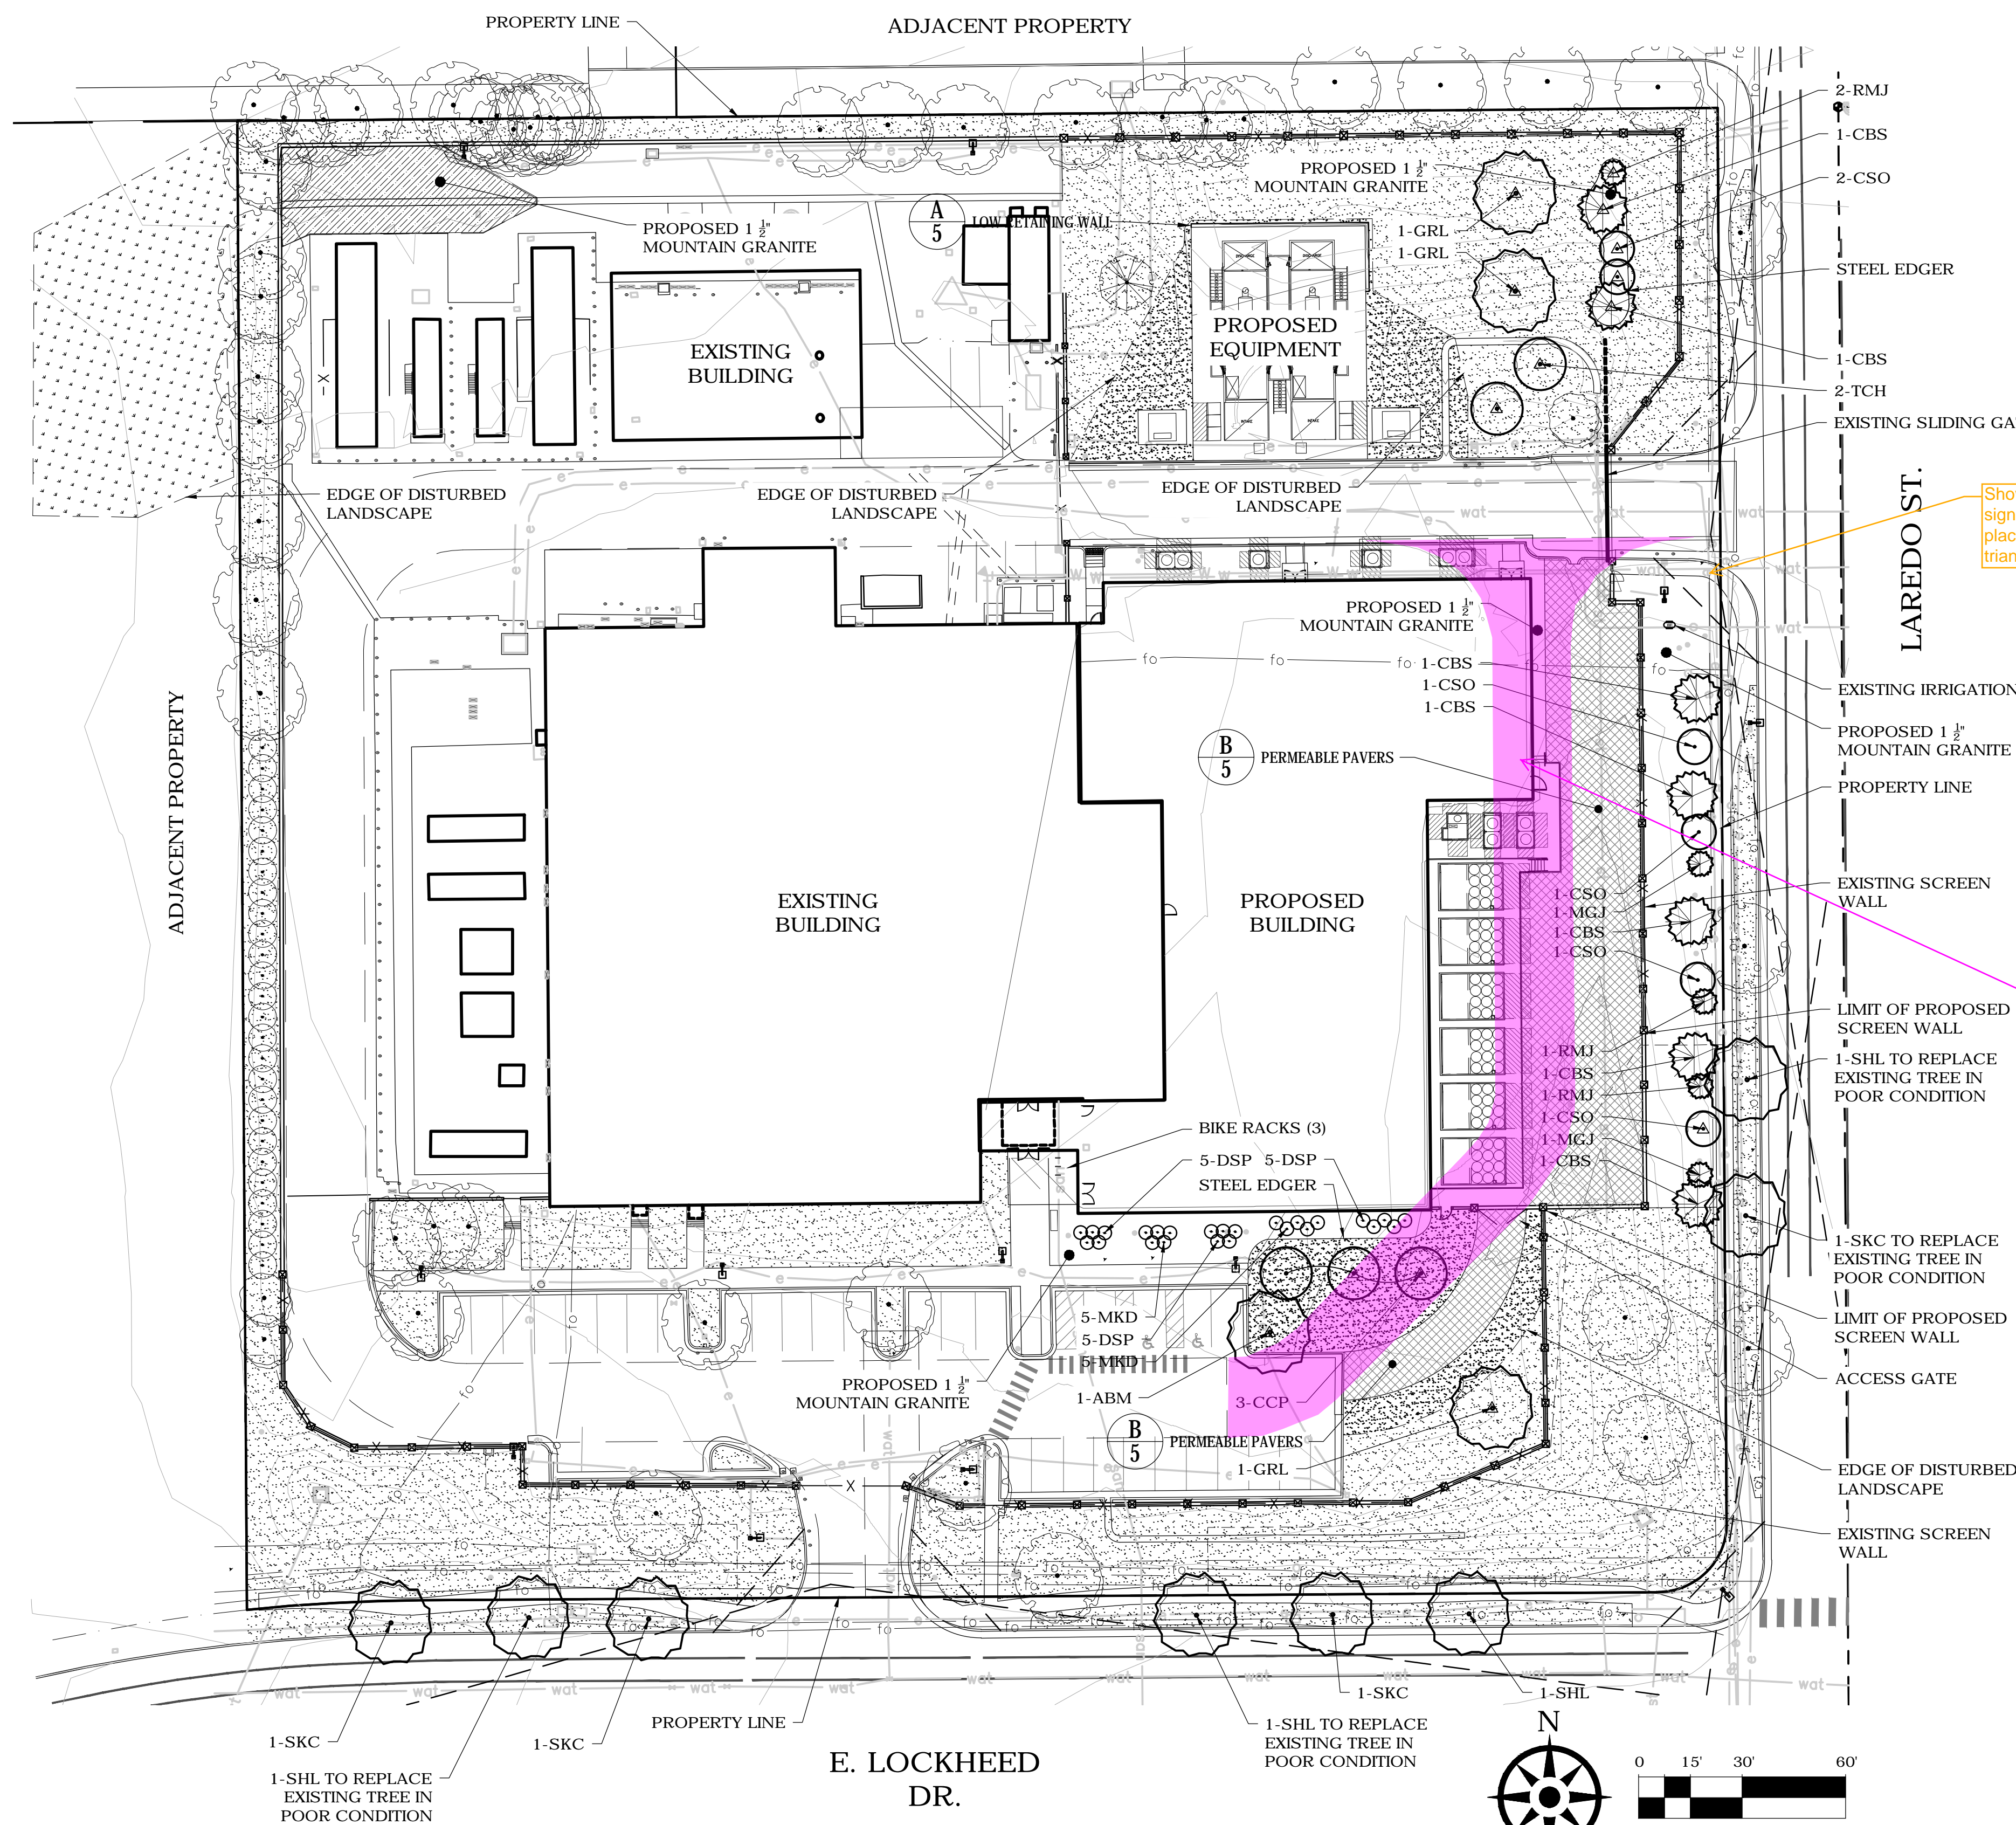 PROPERTY LINE
ADJACENT PROPERTY
2-RMJ
1-CBS
2-CSO
PROPOSED 1 1/2"
MOUNTAIN GRANITE
PROPOSED 1 1/2"
MOUNTAIN GRANITE
A
5
LOW RETAINING WALL
1-GRL
1-GRL
STEEL EDGER
PROPOSED
EQUIPMENT
EXISTING
BUILDING
1-CBS
2-TCH
EXISTING SLIDING GA
LAREDO ST.
EDGE OF DISTURBED
LANDSCAPE
EDGE OF DISTURBED
LANDSCAPE
EDGE OF DISTURBED
LANDSCAPE
Sho
sign
plac
trian
PROPOSED 1 1/2"
MOUNTAIN GRANITE
1-CBS
1-CSO
1-CBS
EXISTING IRRIGATION
PROPOSED 1 1/2"
MOUNTAIN GRANITE
PROPERTY LINE
ADJACENT PROPERTY
B
5
PERMEABLE PAVERS
EXISTING
BUILDING
PROPOSED
BUILDING
1-CSO
1-MGJ
1-CBS
1-CSO
EXISTING SCREEN
WALL
LIMIT OF PROPOSED
SCREEN WALL
1-SHL TO REPLACE
EXISTING TREE IN
POOR CONDITION
1-RMJ
1-CBS
1-RMJ
1-CSO
1-MGJ
1-CBS
BIKE RACKS (3)
5-DSP 5-DSP
STEEL EDGER
1-SKC TO REPLACE
EXISTING TREE IN
POOR CONDITION
LIMIT OF PROPOSED
SCREEN WALL
ACCESS GATE
5-MKD
5-DSP
5-MKD
PROPOSED 1 1/2"
MOUNTAIN GRANITE
1-ABM
3-CCP
B
5
PERMEABLE PAVERS
1-GRL
EDGE OF DISTURBED
LANDSCAPE
EXISTING SCREEN
WALL
1-SKC
1-SHL TO REPLACE
EXISTING TREE IN
POOR CONDITION
1-SKC
PROPERTY LINE
E. LOCKHEED
DR.
1-SHL TO REPLACE
EXISTING TREE IN
POOR CONDITION
1-SKC
1-SHL
N
0 15' 30' 60'